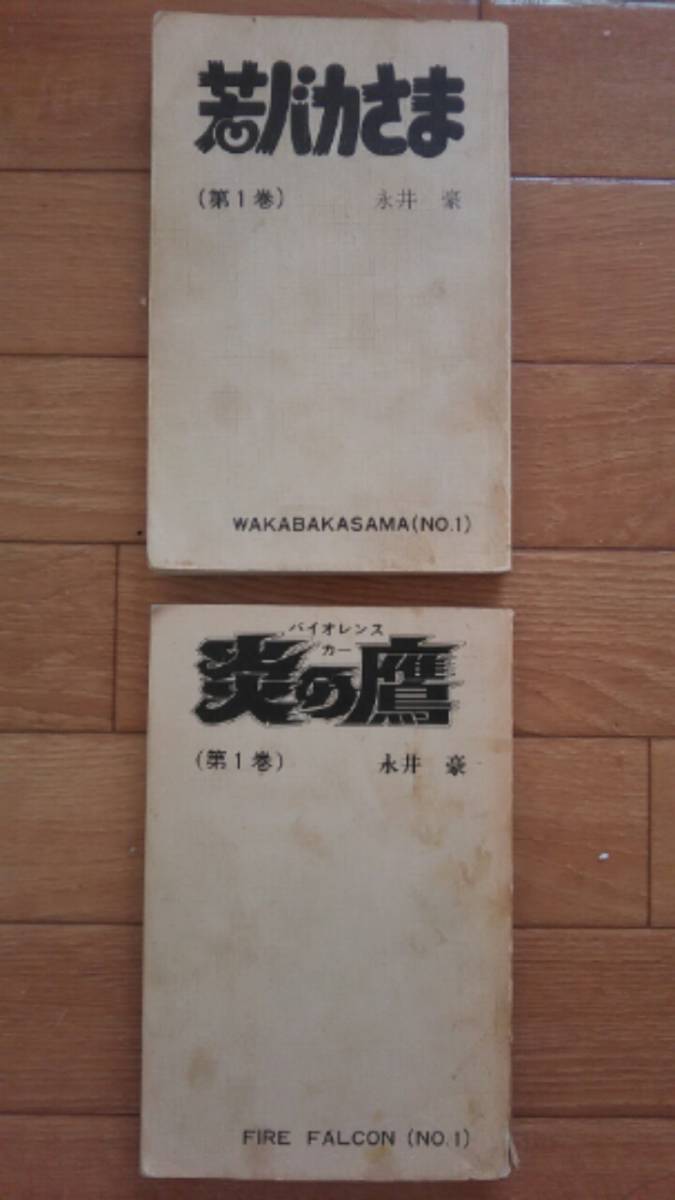 若バカさま
(第1巻) 永井 豪
WAKABAKASAMA(NO.1)
バイオレンス
カー
炎の鷹
(第1巻) 永井 豪
FIRE FALCON (NO.1)